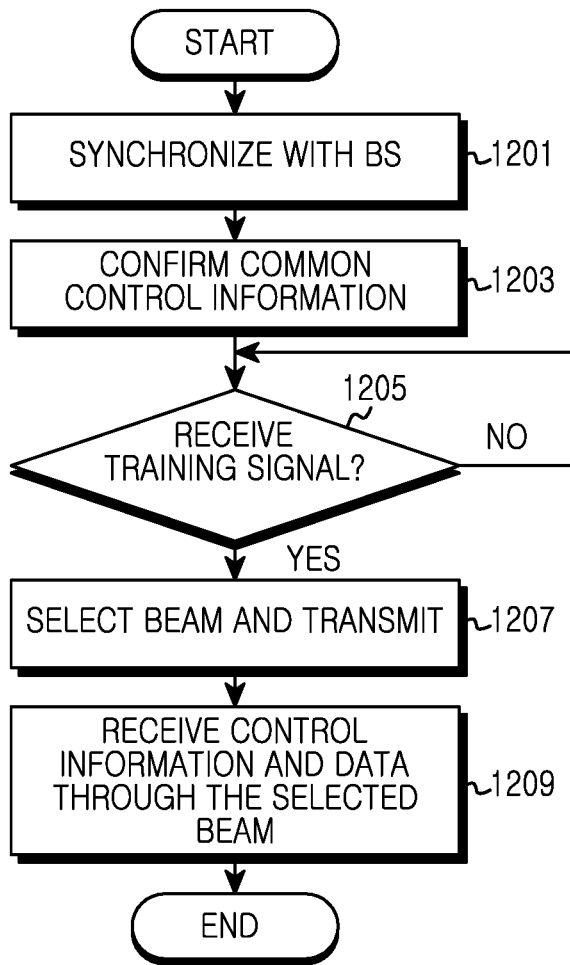 START
SYNCHRONIZE WITH BS
1201
CONFIRM COMMON
CONTROL INFORMATION
1203
1205
RECEIVE
TRAINING SIGNAL?
NO
YES
SELECT BEAM AND TRANSMIT
1207
RECEIVE CONTROL
INFORMATION AND DATA
THROUGH THE SELECTED
BEAM
1209
END